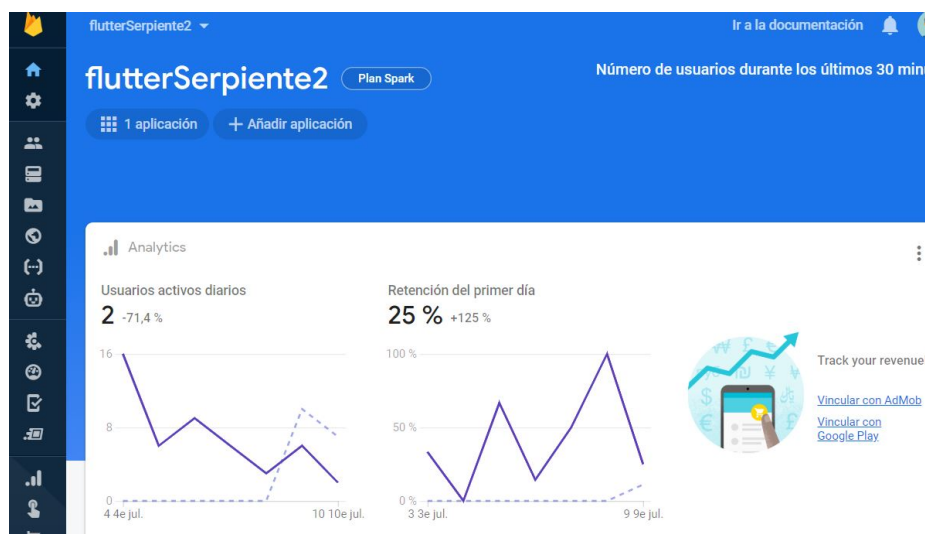 flutterSerpiente2
Ir a la documentación
flutterSerpiente2 Plan Spark
Número de usuarios durante los últimos 30 min
1 aplicación + Añadir aplicación
Analytics
Usuarios activos diarios
2 -71,4 %
16
8
0
4 4e jul. 10 10e jul.
Retención del primer día
25 % +125 %
100 %
50 %
0 %
3 3e jul. 9 9e jul.
Track your revenue
Vincular con AdMob
Vincular con
Google Play